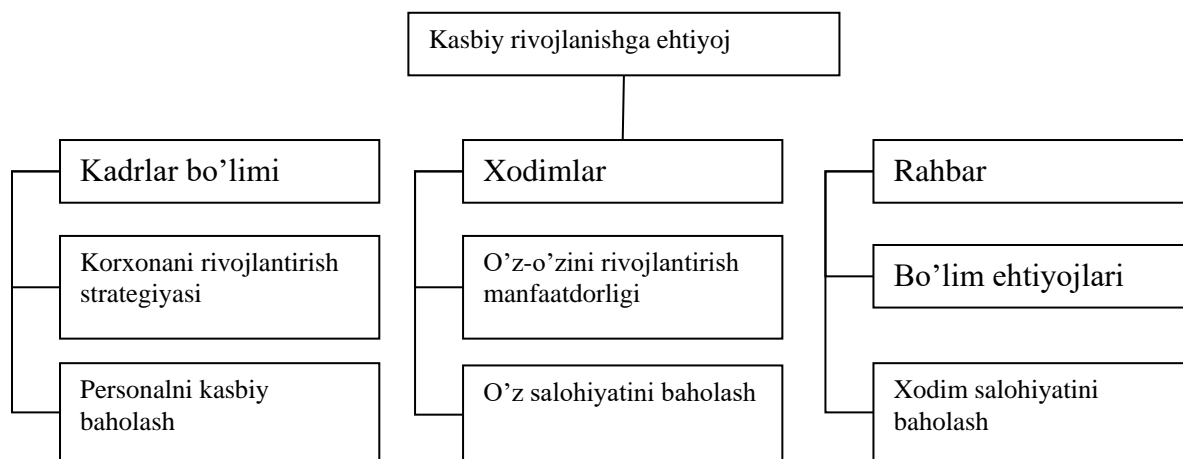 Kasbiy rivojlanishga ehtiyoj
Kadrlar bo’limi
Xodimlar
Rahbar
Korxonani rivojlantirish
strategiyasi
O’z-o’zini rivojlantirish
manfaatdorligi
Bo’lim ehtiyojlari
Personalni kasbiy
baholash
O’z salohiyatini baholash
Xodim salohiyatini
baholash